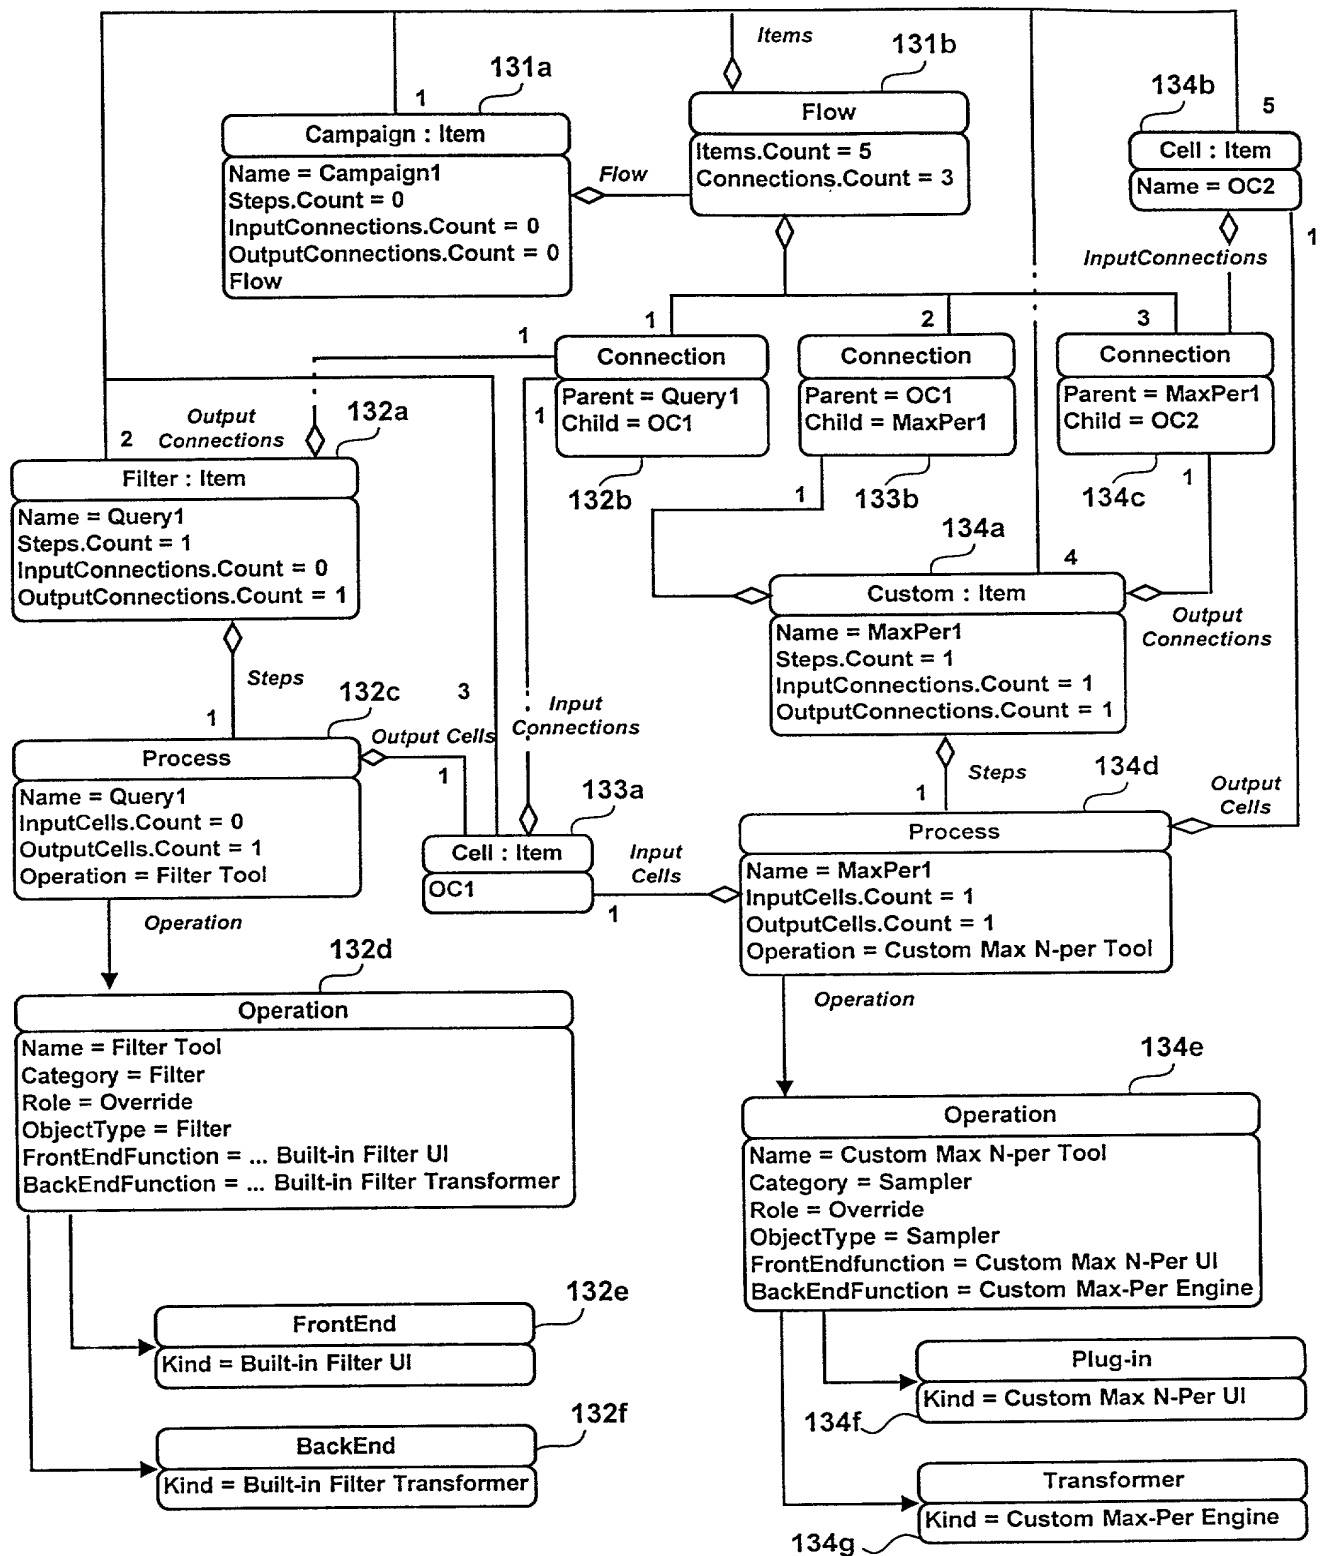 Items
131b
131a
134b
1
5
Flow
Items.Count = 5
Connections.Count = 3
Campaign : Item
Name = Campaign1
Steps.Count = 0
InputConnections.Count = 0
OutputConnections.Count = 0
Flow
Flow
Cell : Item
Name = OC2
1
InputConnections
1
1
2
3
Connection
Parent = Query1
Child = OC1
Connection
Parent = OC1
Child = MaxPer1
Connection
Parent = MaxPer1
Child = OC2
1
132b
1
133b
134c
1
Output
Connections
132a
2
Filter : Item
Name = Query1
Steps.Count = 1
InputConnections.Count = 0
OutputConnections.Count = 1
134a
4
Custom : Item
Name = MaxPer1
Steps.Count = 1
InputConnections.Count = 1
OutputConnections.Count = 1
Output
Connections
Steps
132c
3
1
Output Cells
Input
Connections
1
Process
Name = Query1
InputCells.Count = 0
OutputCells.Count = 1
Operation = Filter Tool
133a
Cell : Item
OC1
Input
Cells
1
Steps
134d
1
Output
Cells
Process
Name = MaxPer1
InputCells.Count = 1
OutputCells.Count = 1
Operation = Custom Max N-per Tool
Operation
132d
Operation
Name = Filter Tool
Category = Filter
Role = Override
ObjectType = Filter
FrontEndFunction = ... Built-in Filter UI
BackEndFunction = ... Built-in Filter Transformer
Operation
134e
Operation
Name = Custom Max N-per Tool
Category = Sampler
Role = Override
ObjectType = Sampler
FrontEndfunction = Custom Max N-Per UI
BackEndFunction = Custom Max-Per Engine
132e
FrontEnd
Kind = Built-in Filter UI
132f
BackEnd
Kind = Built-in Filter Transformer
Plug-in
Kind = Custom Max N-Per UI
134f
Transformer
Kind = Custom Max-Per Engine
134g